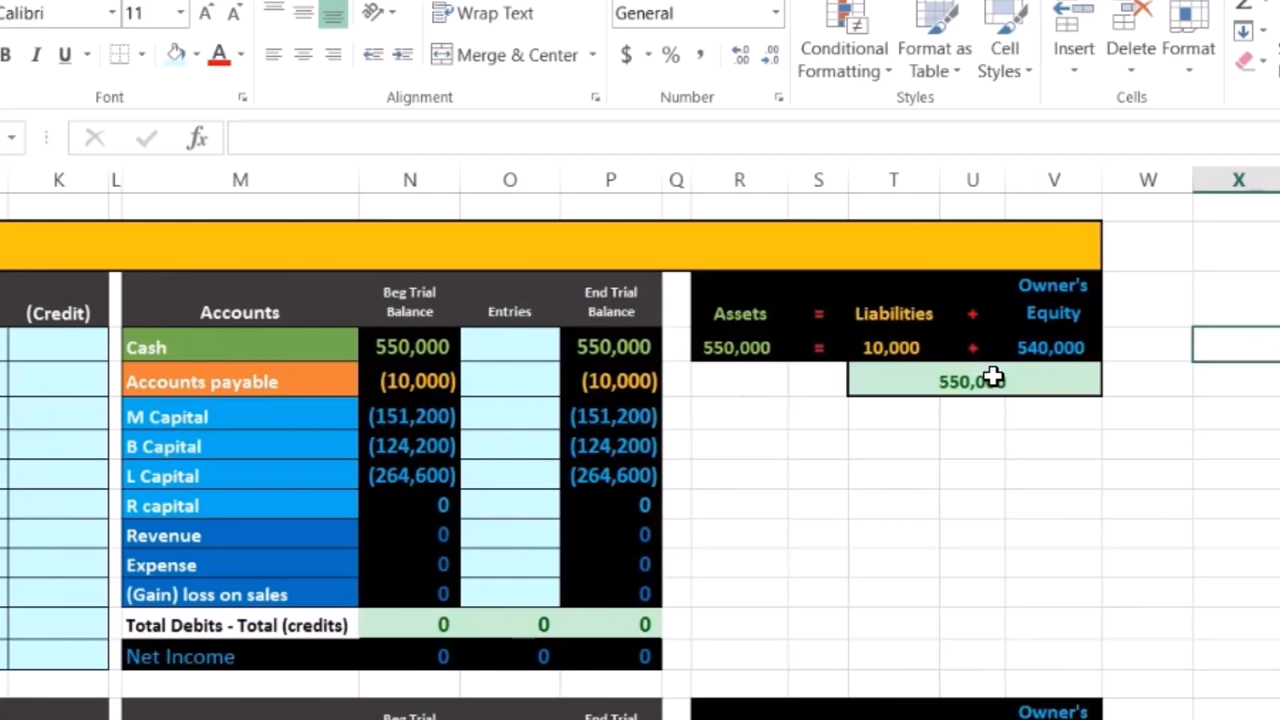 Calibri 11 Wrap Text General
B I U Merge & Center $ % , Conditional Formatting Format as Table Cell Styles Insert Delete Format
Font Alignment Number Styles Cells
fx
K L M N O P Q R S T U V W X
(Credit) Accounts Beg Trial Balance Entries End Trial Balance Assets = Liabilities + Owner's Equity
Cash 550,000 550,000 550,000 = 10,000 + 540,000
Accounts payable (10,000) (10,000)
M Capital (151,200) (151,200)
B Capital (124,200) (124,200)
L Capital (264,600) (264,600)
R capital 0 0
Revenue 0 0
Expense 0 0
(Gain) loss on sales 0 0
Total Debits - Total (credits) 0 0 0
Net Income 0 0 0
Owner's